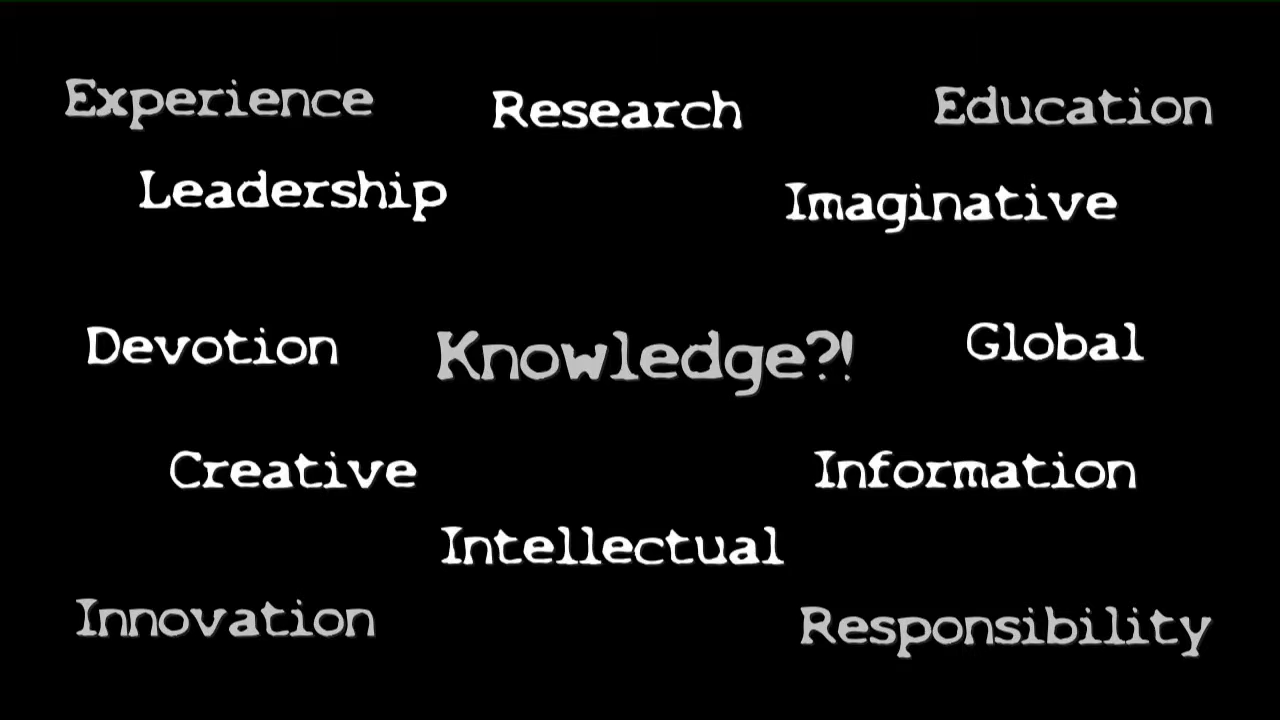 Experience
Research
Education
Leadership
Imaginative
Devotion
Knowledge?!
Global
Creative
Information
Intellectual
Innovation
Responsibility